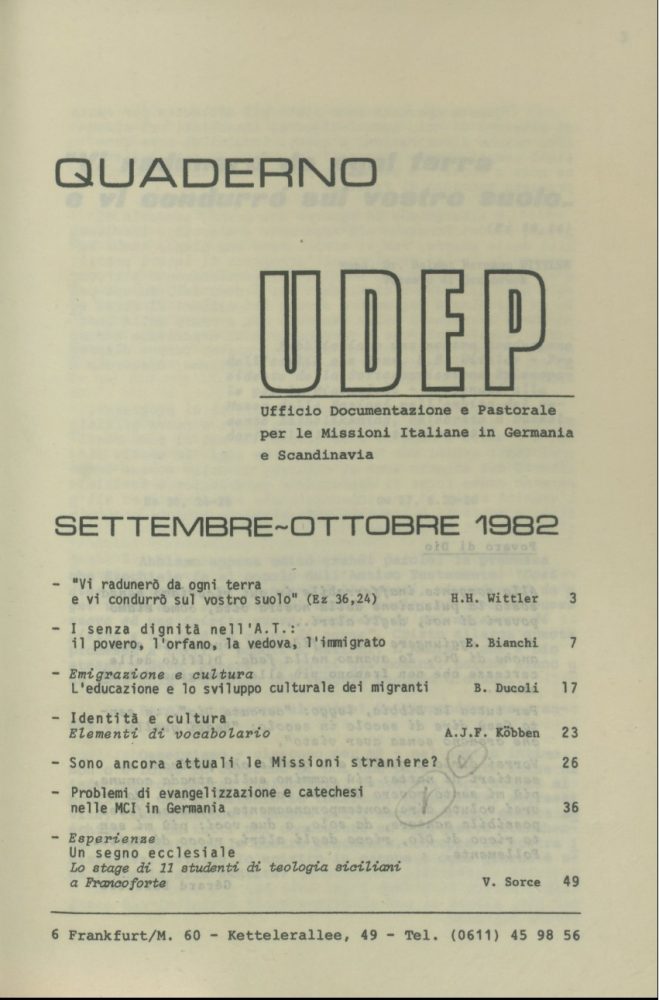 QUADERNO
UDEP
Ufficio Documentazione e Pastorale
per le Missioni Italiane in Germania
e Scandinavia
SETTEMBRE~OTTOBRE 1982
- "Vi radunerò da ogni terra
e vi condurrò sul vostro suolo" (Ez 36,24) H.H. Wittler 3
- I senza dignità nell'A.T.:
il povero, l'orfano, la vedova, l'immigrato E. Bianchi 7
- Emigrazione e cultura
L'educazione e lo sviluppo culturale dei migranti B. Ducoli 17
- Identità e cultura
Elementi di vocabolario A.J.F. Köbben 23
- Sono ancora attuali le Missioni straniere? 26
- Problemi di evangelizzazione e catechesi
nelle MCI in Germania 36
- Esperienze
Un segno ecclesiale
Lo stage di 11 studenti di teologia siciliani
a Francoforte V. Sorce 49
6 Frankfurt/M. 60 - Kettelerallee, 49 - Tel. (0611) 45 98 56